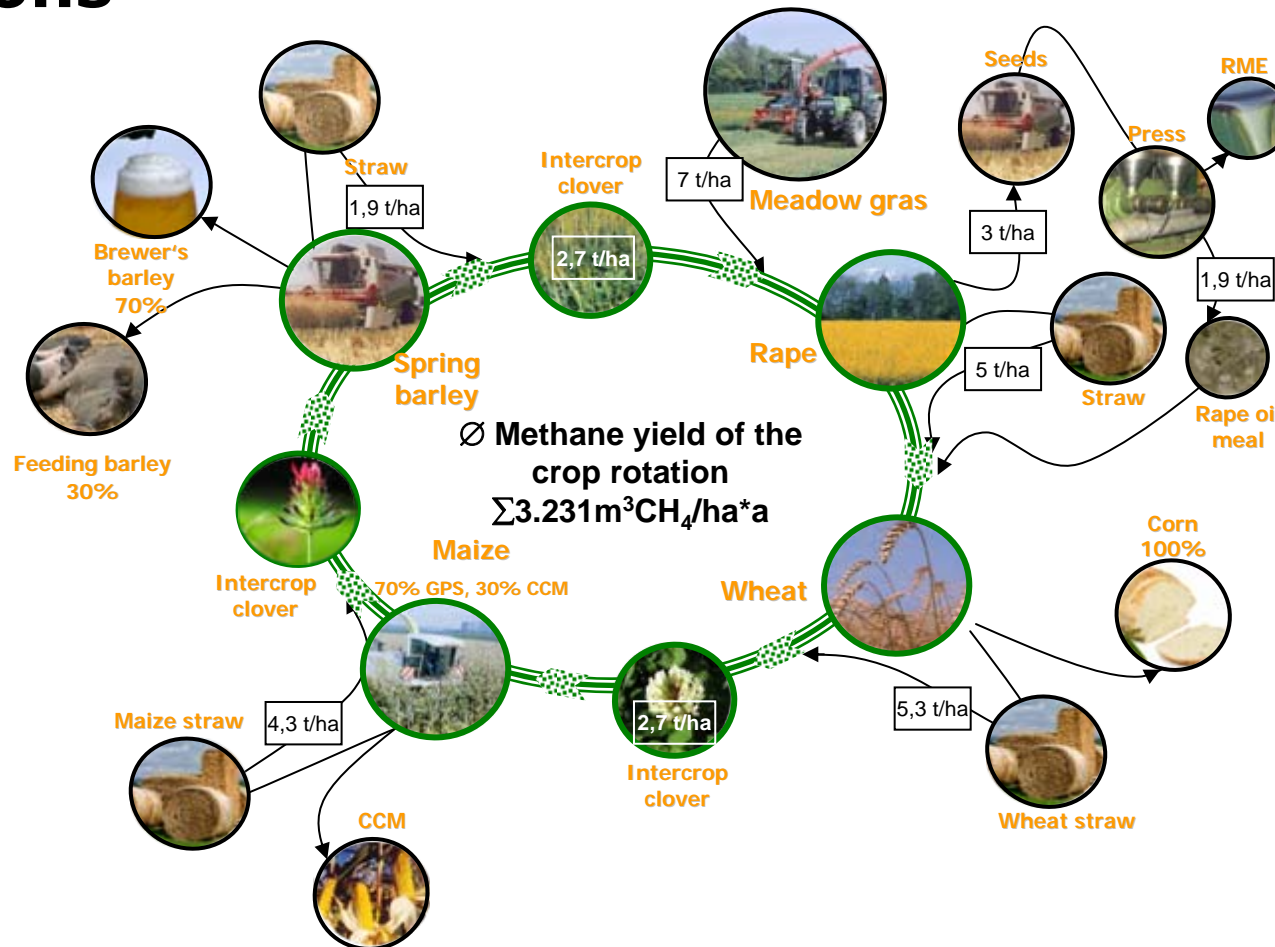 Seeds
RME
Press
Straw
1,9 t/ha
Intercrop
clover
2,7 t/ha
7 t/ha
Meadow gras
3 t/ha
1,9 t/ha
Brewer's
barley
70%
Spring
barley
Rape
5 t/ha
Straw
Rape oi
meal
Feeding barley
30%
Ø Methane yield of the
crop rotation
∑3.231m³CH₄/ha*a
Intercrop
clover
Maize
70% GPS, 30% CCM
Wheat
Corn
100%
Maize straw
4,3 t/ha
2,7 t/ha
Intercrop
clover
5,3 t/ha
Wheat straw
CCM